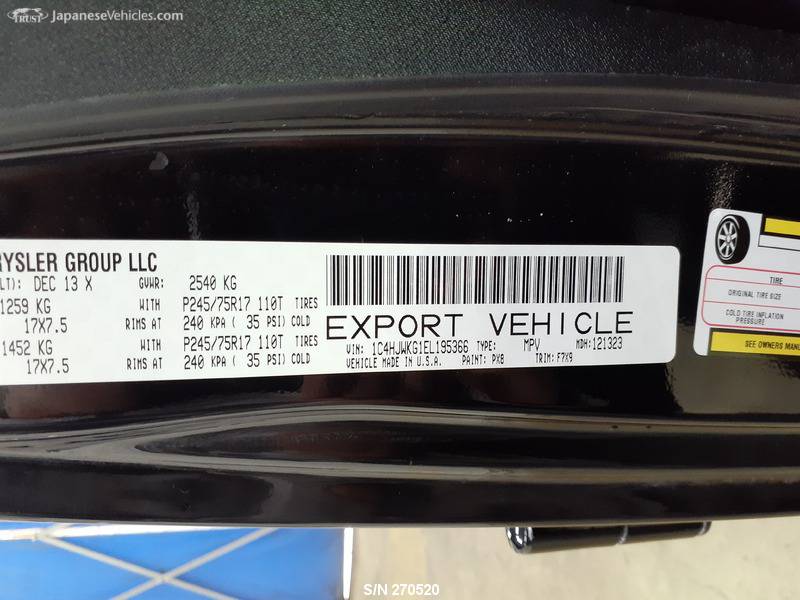 TRUST JapaneseVehicles.com
RYSLER GROUP LLC
LT): DEC 13 X GVWR: 2540 KG
1259 KG WITH P245/75R17 110T TIRES
17X7.5 RIMS AT 240 KPA ( 35 PSI) COLD
1452 KG WITH P245/75R17 110T TIRES
17X7.5 RIMS AT 240 KPA ( 35 PSI) COLD
EXPORT VEHICLE
VIN: 1C4HJWKG1EL195366 TYPE: MPV MDH:121323
VEHICLE MADE IN U.S.A. PAINT: PX8 TRIM: F7X9
TIRE
ORIGINAL TIRE SIZE
COLD TIRE INFLATION
PRESSURE
SEE OWNERS MANU
S/N 270520